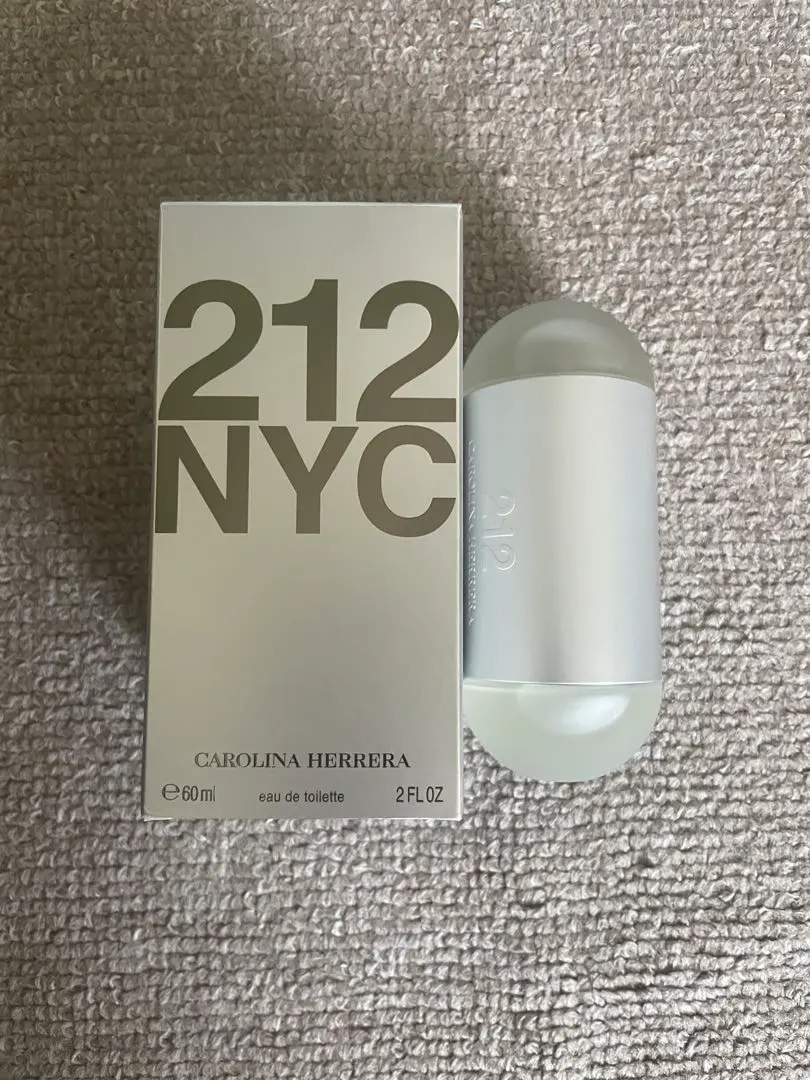 212
NYC
CAROLINA HERRERA
℮60ml eau de toilette 2 FL OZ
212
CAROLINA HERRERA